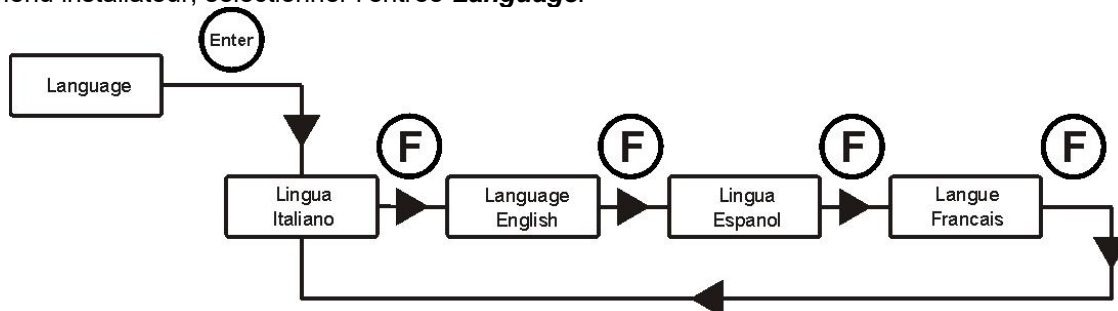 installateur, sélectionner l'entrée Language.
Enter
Language
F
F
F
F
Lingua
Italiano
Language
English
Lingua
Espanol
Langue
Francais